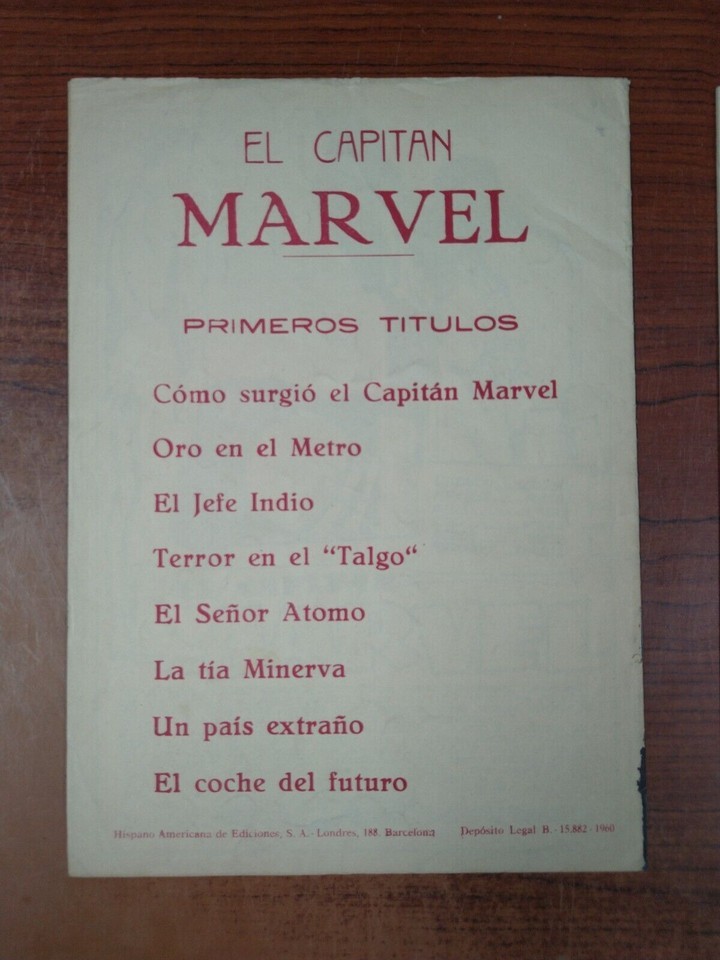 EL CAPITAN
MARVEL
PRIMEROS TITULOS
Cómo surgió el Capitán Marvel
Oro en el Metro
El Jefe Indio
Terror en el “Talgo“
El Señor Atomo
La tía Minerva
Un país extraño
El coche del futuro
Hispano Americana de Ediciones, S. A. - Londres, 188. Barcelona Depósito Legal B. - 15.882 - 1960